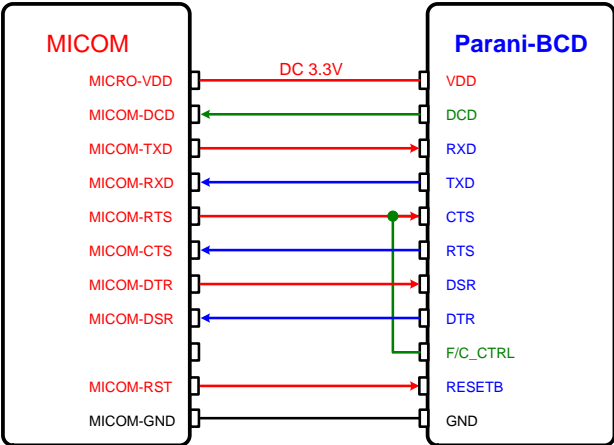 MICOM
Parani-BCD
MICRO-VDD
DC 3.3V
VDD
MICOM-DCD
DCD
MICOM-TXD
RXD
MICOM-RXD
TXD
MICOM-RTS
CTS
MICOM-CTS
RTS
MICOM-DTR
DSR
MICOM-DSR
DTR
F/C_CTRL
MICOM-RST
RESETB
MICOM-GND
GND